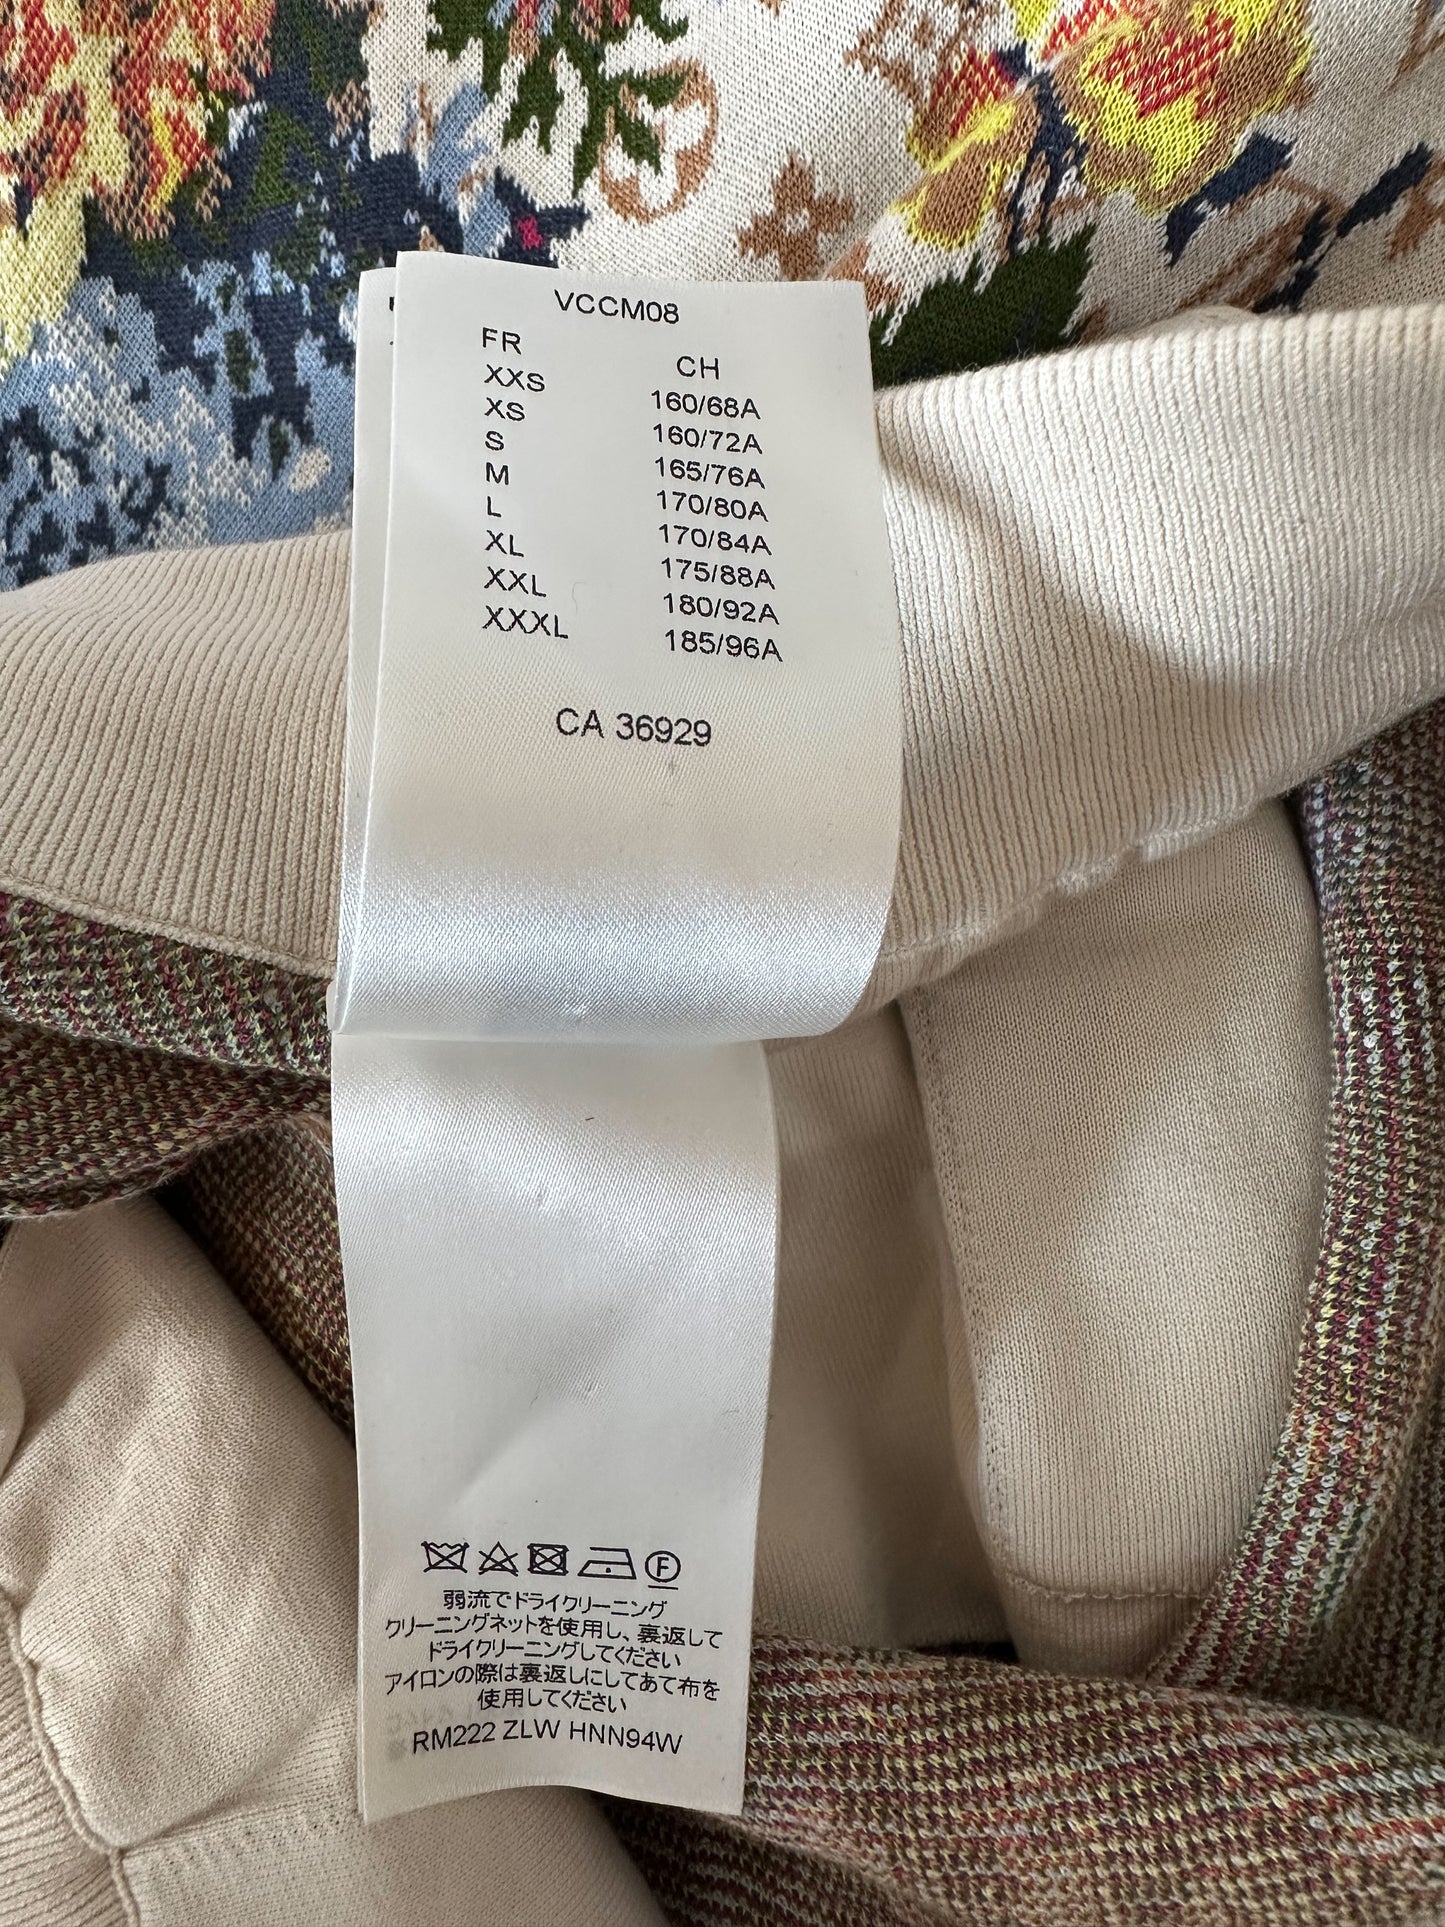 VCCM08
FR CH
XXS 160/68A
XS 160/72A
S 165/76A
M 170/80A
L 170/84A
XL 175/88A
XXL 180/92A
XXXL 185/96A
CA 36929
F
弱流でドライクリーニング
クリーニングネットを使用し、裏返して
ドライクリーニングしてください
アイロンの際は裏返しにしてあて布を
使用してください
RM222 ZLW HNN94W